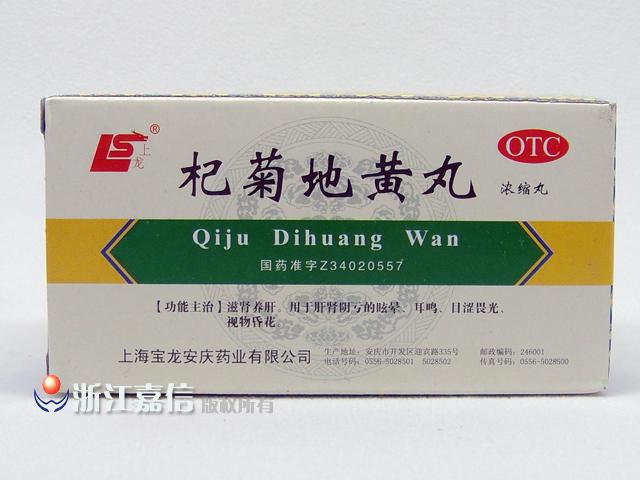 LS
上龙
®
OTC
杞菊地黄丸
浓缩丸
Qiju Dihuang Wan
国药准字Z34020557
【功能主治】滋肾养肝。用于肝肾阴亏的眩晕、耳鸣、目涩畏光、
视物昏花。
上海宝龙安庆药业有限公司
生产地址：安庆市开发区迎宾路335号 邮政编码：246001
电话号码：0556-5028501 5028502 传真号码：0556-5028500
浙江嘉信 版权所有